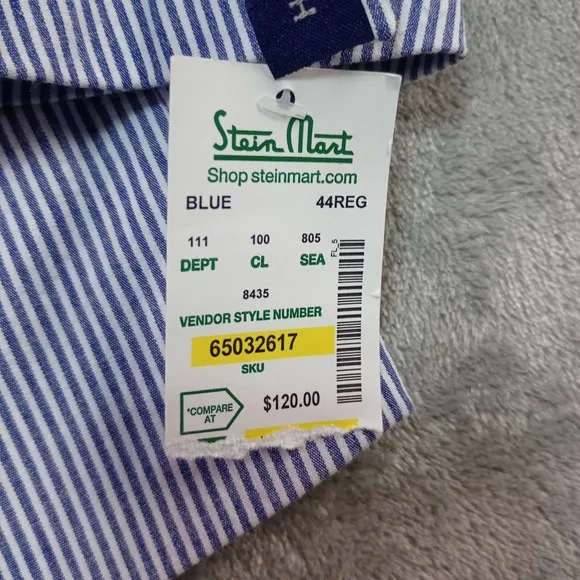 H
Stein Mart
Shop steinmart.com
BLUE 44REG
111 100 805
DEPT CL SEA
FL_5
8435
VENDOR STYLE NUMBER
65032617
SKU
*COMPARE AT $120.00